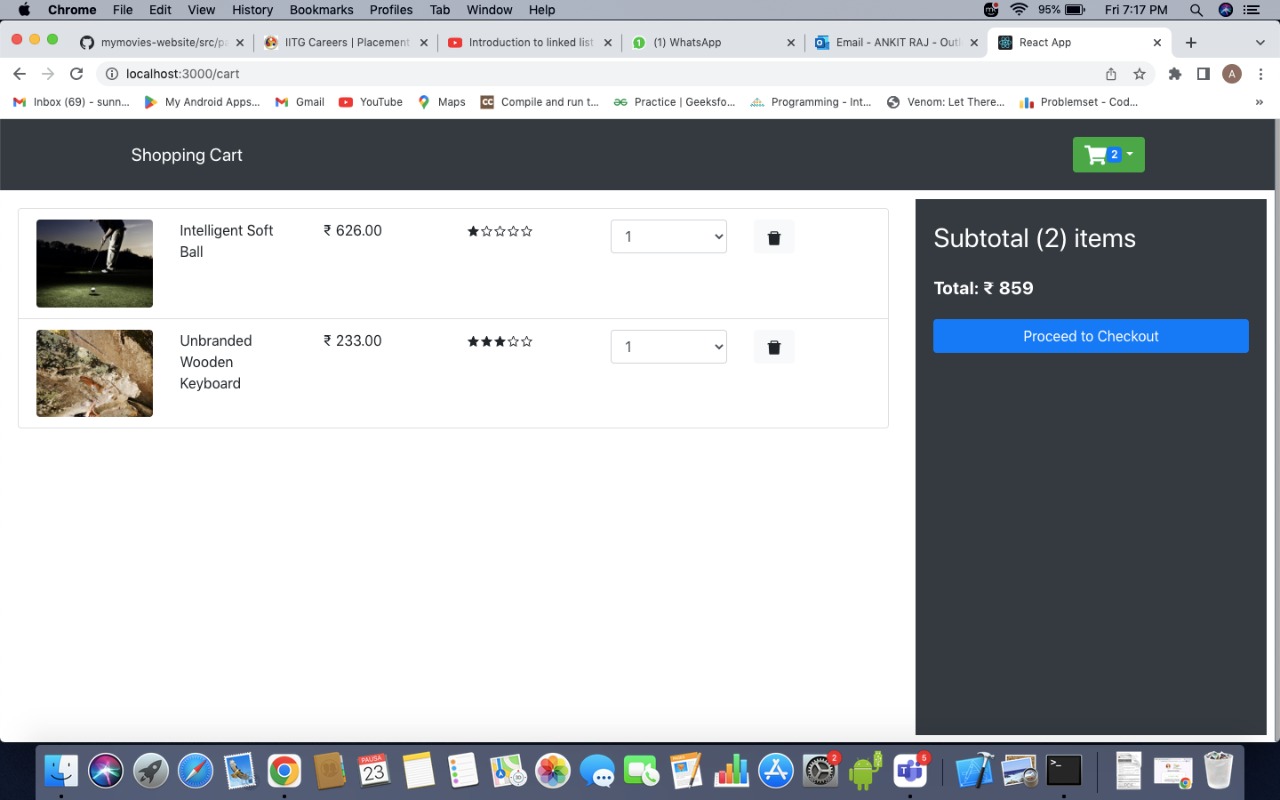 Chrome File Edit View History Bookmarks Profiles Tab Window Help 95% Fri 7:17 PM
mymovies-website/src/pa IITG Careers | Placement Introduction to linked list (1) WhatsApp Email - ANKIT RAJ - Outl React App
localhost:3000/cart A
Inbox (69) - sunn... My Android Apps... Gmail YouTube Maps CC Compile and run t... Practice | Geeksfo... Programming - Int... Venom: Let There... Problemset - Cod... »
Shopping Cart 2
Intelligent Soft
Ball
₹ 626.00
1
Unbranded
Wooden
Keyboard
₹ 233.00
1
Subtotal (2) items
Total: ₹ 859
Proceed to Checkout
23
2
5